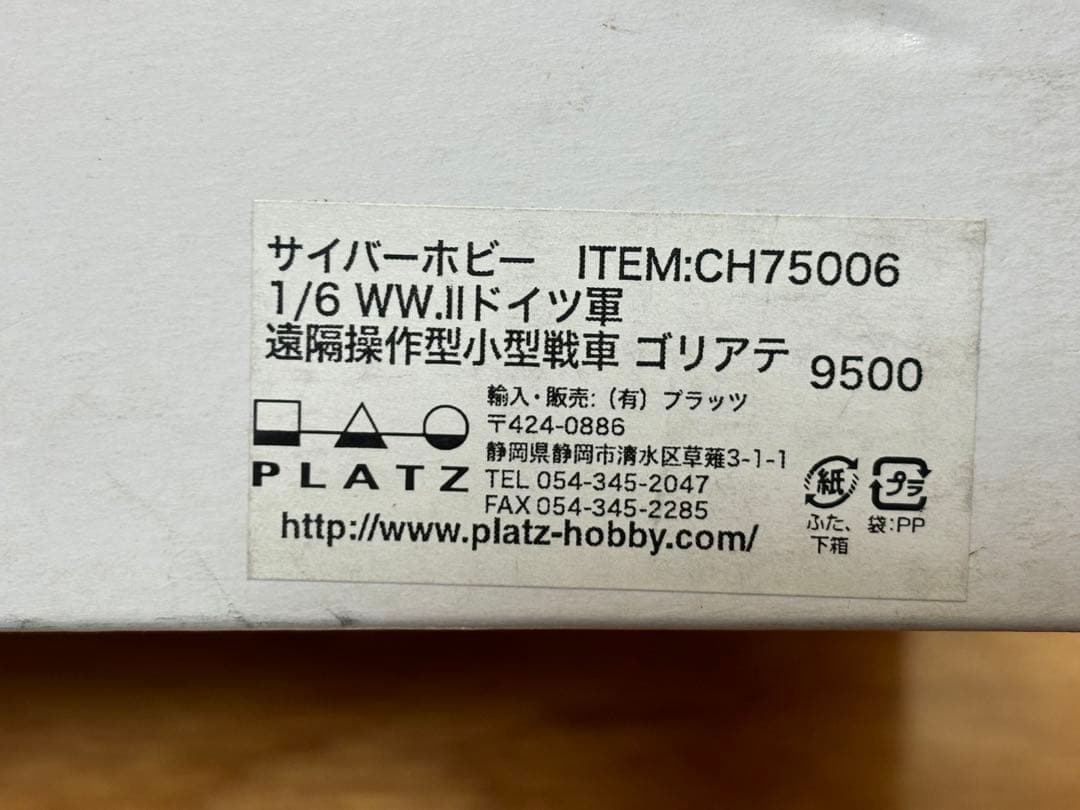 サイバーホビー ITEM:CH75006
1/6 WW.IIドイツ軍
遠隔操作型小型戦車 ゴリアテ 9500
輸入・販売:(有) プラッツ
〒424-0886
静岡県静岡市清水区草薙3-1-1
TEL 054-345-2047
FAX 054-345-2285
PLATZ
http://www.platz-hobby.com/
紙 プラ
ふた、 袋:PP
下箱